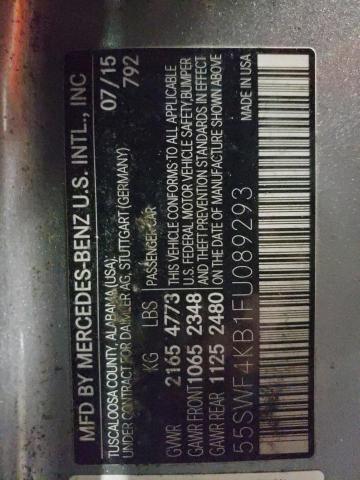 MFD BY MERCEDES-BENZ U.S. INTL., INC
TUSCALOOSA COUNTY, ALABAMA (USA) 07/15
UNDER CONTRACT FOR DAIMLER AG, STUTTGART (GERMANY) 792
KG LBS PASSENGER CAR
GVWR 2165 4773 THIS VEHICLE CONFORMS TO ALL APPLICABLE
GAWR FRONT 1065 2348 U.S. FEDERAL MOTOR VEHICLE SAFETY, BUMPER
GAWR REAR 1125 2480 AND THEFT PREVENTION STANDARDS IN EFFECT
ON THE DATE OF MANUFACTURE SHOWN ABOVE
55SWF4KB1FU089293 MADE IN USA